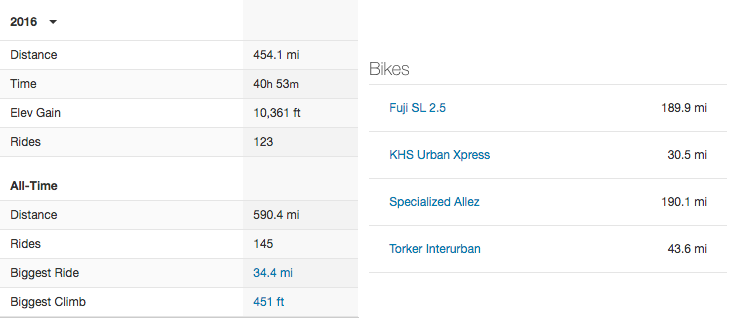 2016
Distance 454.1 mi
Time 40h 53m
Elev Gain 10,361 ft
Rides 123
All-Time
Distance 590.4 mi
Rides 145
Biggest Ride 34.4 mi
Biggest Climb 451 ft
Bikes
Fuji SL 2.5 189.9 mi
KHS Urban Xpress 30.5 mi
Specialized Allez 190.1 mi
Torker Interurban 43.6 mi